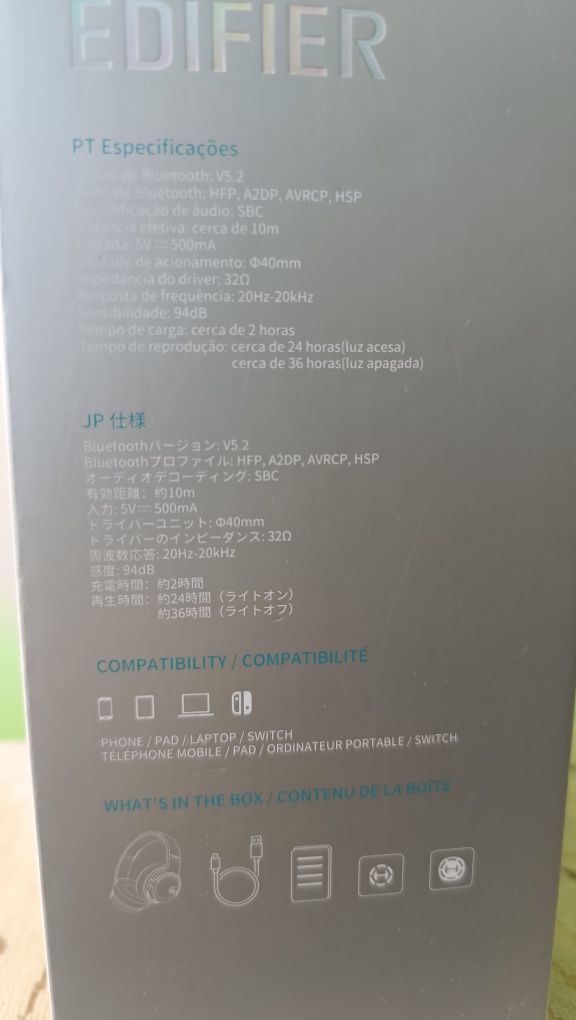 EDIFIER
PT Especificações
de Bluetooth: V5.2
de Bluetooth: HFP, A2DP, AVRCP, HSP
Decodificação de áudio: SBC
Distância efetiva: cerca de 10m
Entrada: 5V⎓500mA
Unidade de acionamento: Φ40mm
Impedância do driver: 32Ω
Resposta de frequência: 20Hz-20kHz
Sensibilidade: 94dB
Tempo de carga: cerca de 2 horas
Tempo de reprodução: cerca de 24 horas(luz acesa)
cerca de 36 horas(luz apagada)
JP 仕様
Bluetoothバージョン: V5.2
Bluetoothプロファイル: HFP, A2DP, AVRCP, HSP
オーディオデコーディング: SBC
有効距離：約10m
入力: 5V⎓500mA
ドライバーユニット: Φ40mm
ドライバーのインピーダンス: 32Ω
周波数応答: 20Hz-20kHz
感度: 94dB
充電時間：約2時間
再生時間：約24時間（ライトオン）
約36時間（ライトオフ）
COMPATIBILITY / COMPATIBILITÉ
PHONE / PAD / LAPTOP / SWITCH
TÉLÉPHONE MOBILE / PAD / ORDINATEUR PORTABLE / SWITCH
WHAT'S IN THE BOX / CONTENU DE LA BOÎTE